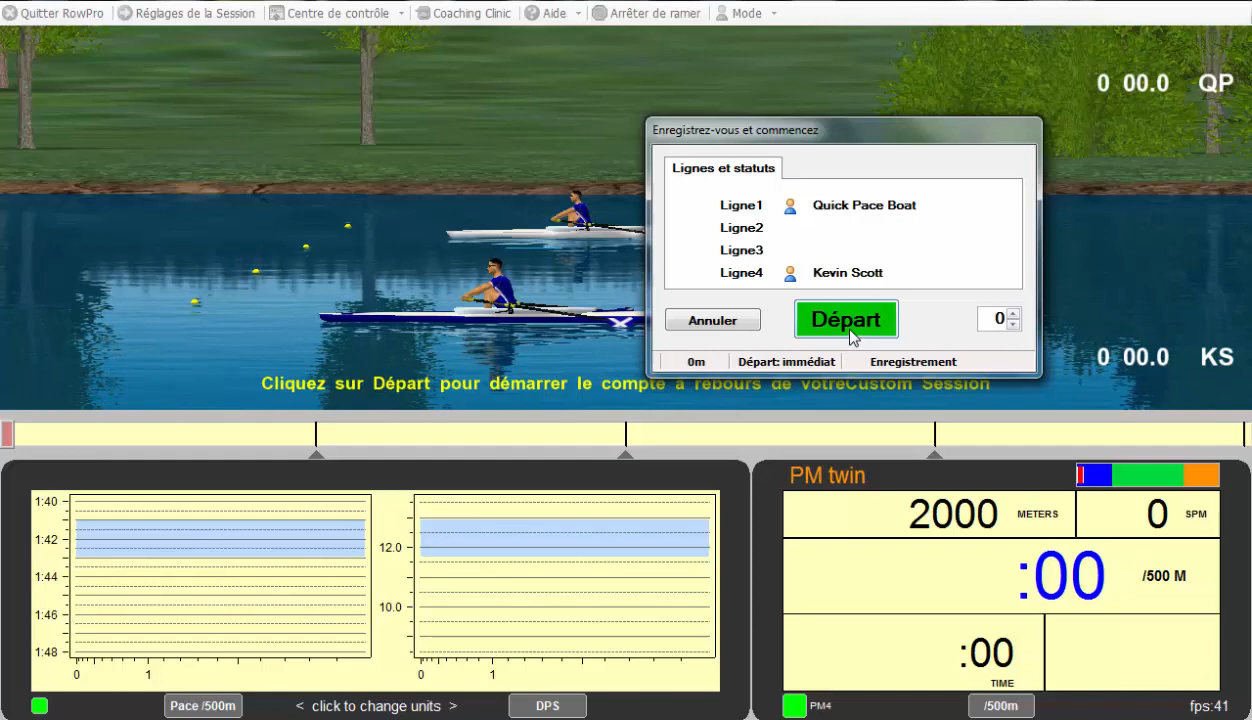 Quitter RowPro Réglages de la Session Centre de contrôle Coaching Clinic Aide Arrêter de ramer Mode
0 00.0 QP
Enregistrez-vous et commencez
Lignes et statuts
Ligne1 Quick Pace Boat
Ligne2
Ligne3
Ligne4 Kevin Scott
Annuler Départ 0
0m Départ: immédiat Enregistrement
0 00.0 KS
Cliquez sur Départ pour démarrer le compte à rebours de votreCustom Session
PM twin
2000 METERS 0 SPM
:00 /500 M
:00
TIME
1:40
1:42
1:44
1:46
1:48
0 1
12.0
10.0
0 1
Pace /500m < click to change units > DPS
PM4 /500m fps:41